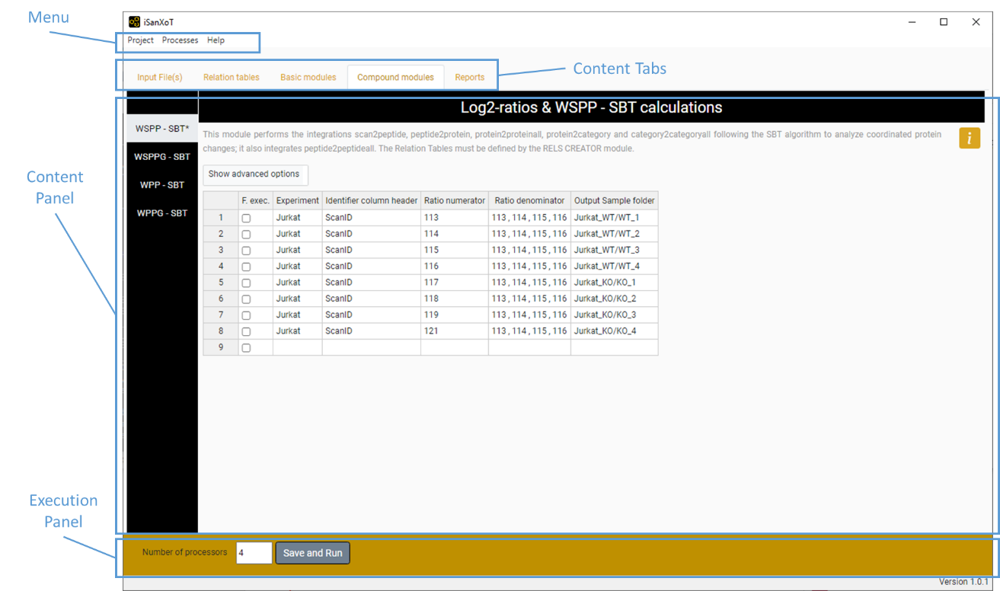 Menu
iSanXoT
Project Processes Help
Input File(s) Relation tables Basic modules Compound modules Reports
Content Tabs
Log2-ratios & WSPP - SBT calculations
WSPP - SBT*
WSPPG - SBT
WPP - SBT
WPPG - SBT
This module performs the integrations scan2peptide, peptide2protein, protein2proteinall, protein2category and category2categoryall following the SBT algorithm to analyze coordinated protein
changes; it also integrates peptide2peptideall. The Relation Tables must be defined by the RELS CREATOR module.
i
Show advanced options
Content
Panel
F. exec. Experiment Identifier column header Ratio numerator Ratio denominator Output Sample folder
1 Jurkat ScanID 113 113 , 114 , 115 , 116 Jurkat_WT/WT_1
2 Jurkat ScanID 114 113 , 114 , 115 , 116 Jurkat_WT/WT_2
3 Jurkat ScanID 115 113 , 114 , 115 , 116 Jurkat_WT/WT_3
4 Jurkat ScanID 116 113 , 114 , 115 , 116 Jurkat_WT/WT_4
5 Jurkat ScanID 117 113 , 114 , 115 , 116 Jurkat_KO/KO_1
6 Jurkat ScanID 118 113 , 114 , 115 , 116 Jurkat_KO/KO_2
7 Jurkat ScanID 119 113 , 114 , 115 , 116 Jurkat_KO/KO_3
8 Jurkat ScanID 121 113 , 114 , 115 , 116 Jurkat_KO/KO_4
9
Execution
Panel
Number of processors 4 Save and Run
Version 1.0.1